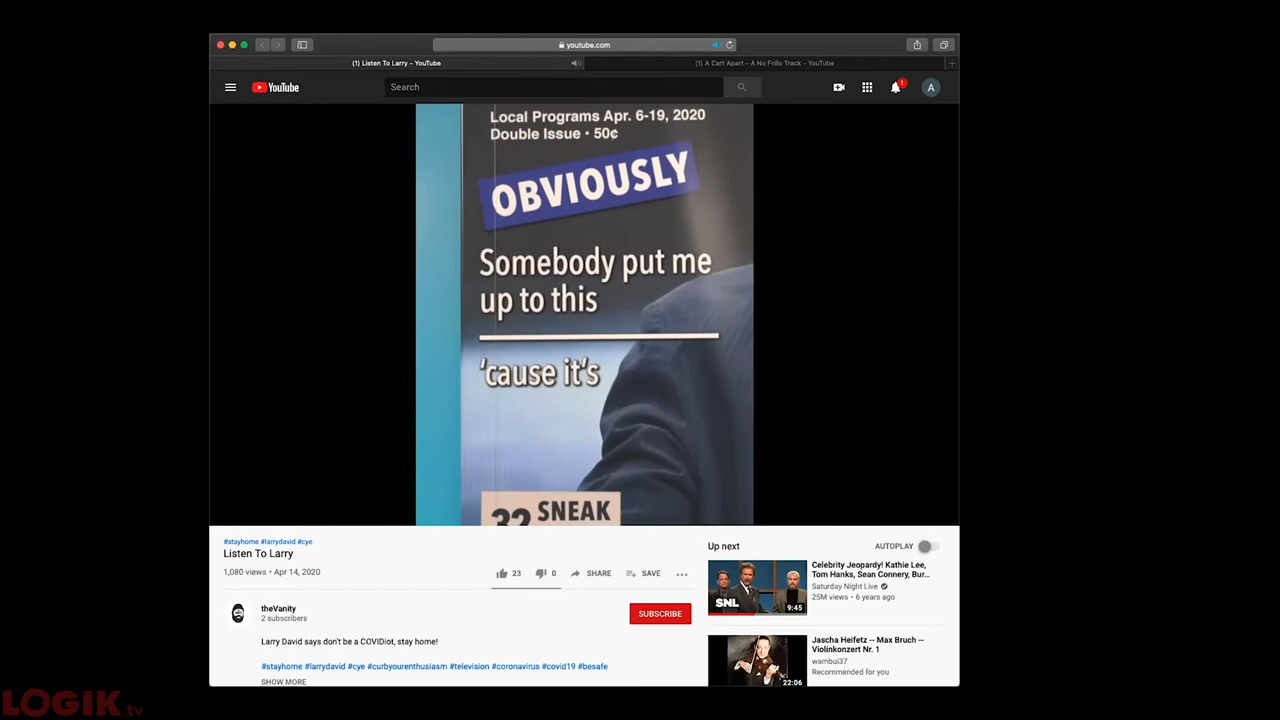 youtube.com
(1) Listen To Larry – YouTube
(1) A Cart Apart -- A No Frills Track - YouTube
YouTube
Search
1
A
Local Programs Apr. 6-19, 2020
Double Issue • 50¢
OBVIOUSLY
Somebody put me
up to this
'cause it's
32 SNEAK
#stayhome #larrydavid #cye
Listen To Larry
1,080 views • Apr 14, 2020
23
0
SHARE
SAVE
theVanity
2 subscribers
SUBSCRIBE
Larry David says don't be a COVIDiot, stay home!
#stayhome #larrydavid #cye #curbyourenthusiasm #television #coronavirus #covid19 #besafe
SHOW MORE
Up next
AUTOPLAY
SNL
9:45
Celebrity Jeopardy! Kathie Lee,
Tom Hanks, Sean Connery, Bur...
Saturday Night Live
25M views • 6 years ago
22:06
Jascha Heifetz -- Max Bruch --
Violinkonzert Nr. 1
wambui37
Recommended for you
LOGIK.tv